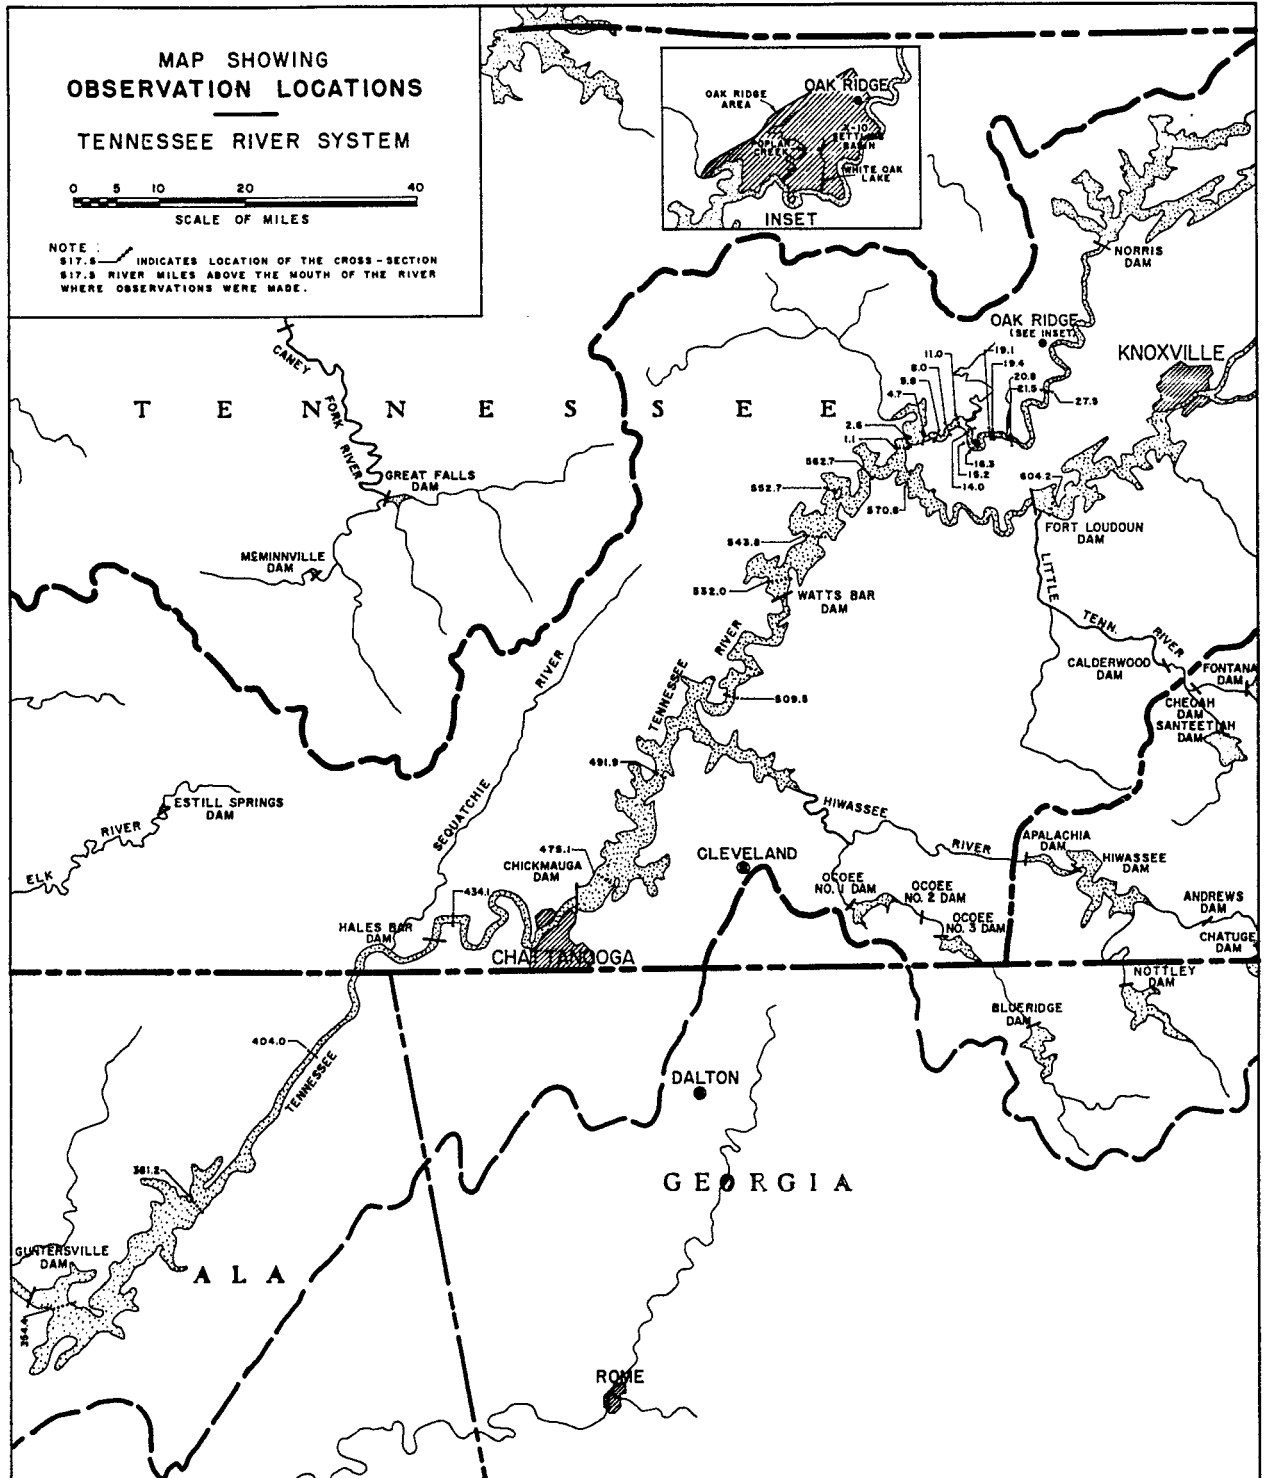 MAP SHOWING
OBSERVATION LOCATIONS
TENNESSEE RIVER SYSTEM
0 5 10 20 40
SCALE OF MILES
NOTE :
517.5 INDICATES LOCATION OF THE CROSS-SECTION
517.5 RIVER MILES ABOVE THE MOUTH OF THE RIVER
WHERE OBSERVATIONS WERE MADE.
OAK RIDGE
AREA
OAK RIDGE
POPLAR
CREEK
X-10
SETTLING
BASIN
WHITE OAK
LAKE
INSET
NORRIS
DAM
OAK RIDGE
(SEE INSET)
KNOXVILLE
CANEY
FORK
RIVER
TENNESSEE
11.0
19.1
19.4
8.0
5.8
20.8
21.5
4.7
27.5
2.6
1.1
562.7
552.7
570.8
16.3
15.2
14.0
604.2
GREAT FALLS
DAM
FORT LOUDOUN
DAM
543.8
MCMINNVILLE
DAM
532.0
WATTS BAR
DAM
LITTLE
TENN.
RIVER
CALDERWOOD
DAM
FONTANA
DAM
CHEOAH
DAM
SANTEETLAH
DAM
RIVER
TENNESSEE
509.5
RIVER
SEQUATCHIE
491.9
ESTILL SPRINGS
DAM
RIVER
ELK
HIWASSEE
RIVER
475.1
CHICKMAUGA
DAM
CLEVELAND
APALACHIA
DAM
HIWASSEE
DAM
OCOEE
NO. 1 DAM
OCOEE
NO. 2 DAM
OCOEE
NO. 3 DAM
ANDREWS
DAM
CHATUGE
DAM
434.1
HALES BAR
DAM
CHATTANOOGA
NOTTLEY
DAM
BLUERIDGE
DAM
404.0
TENNESSEE
DALTON
GEORGIA
381.2
GUNTERSVILLE
DAM
ALA
354.4
ROME